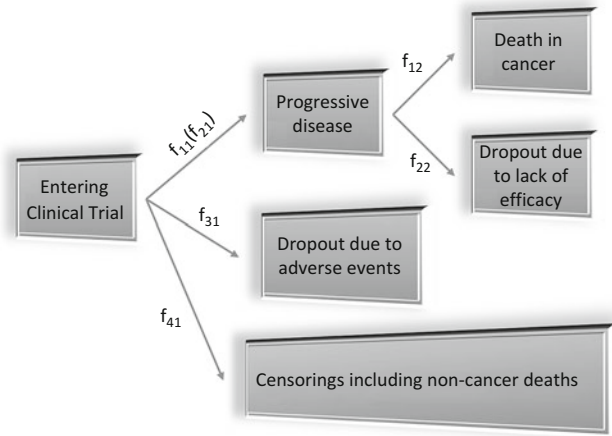 Death in
cancer
f12
Progressive
disease
f11(f21)
f22
Dropout due
to lack of
efficacy
Entering
Clinical Trial
f31
Dropout due to
adverse events
f41
Censorings including non-cancer deaths